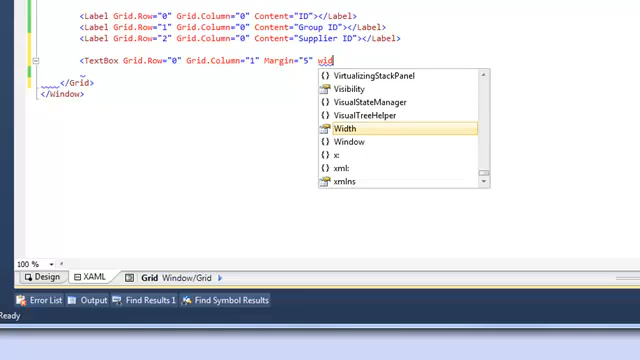 <Label Grid.Row="0" Grid.Column="0" Content="ID"></Label>
<Label Grid.Row="1" Grid.Column="0" Content="Group ID"></Label>
<Label Grid.Row="2" Grid.Column="0" Content="Supplier ID"></Label>
<TextBox Grid.Row="0" Grid.Column="1" Margin="5" wid
</Grid>
</Window>
VirtualizingStackPanel
Visibility
VisualStateManager
VisualTreeHelper
Width
Window
x:
xml:
xmlns
100 %
Design XAML Grid Window/Grid
Error List Output Find Results 1 Find Symbol Results
Ready